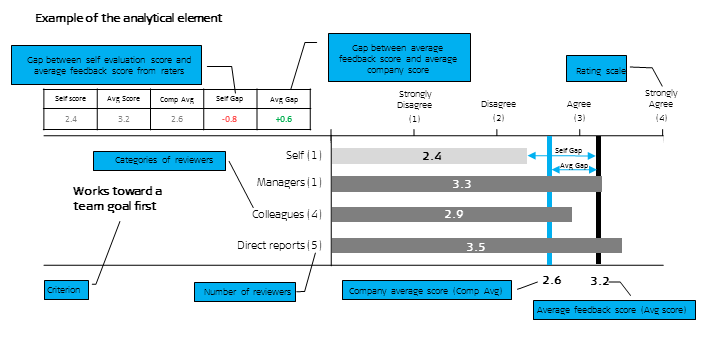 Example of the analytical element
Gap between self evaluation score and
average feedback score from raters
Gap between average
feedback score and average
company score
Rating scale
Self score Avg Score Comp Avg Self Gap Avg Gap
2.4 3.2 2.6 -0.8 +0.6
Strongly
Disagree
(1)
Disagree
(2)
Agree
(3)
Strongly
Agree
(4)
Categories of reviewers
Works toward a
team goal first
Self (1) 2.4 Self Gap
Avg Gap
Managers (1) 3.3
Colleagues (4) 2.9
Direct reports (5) 3.5
Criterion
Number of reviewers
Company average score (Comp Avg)
2.6 3.2
Average feedback score (Avg score)